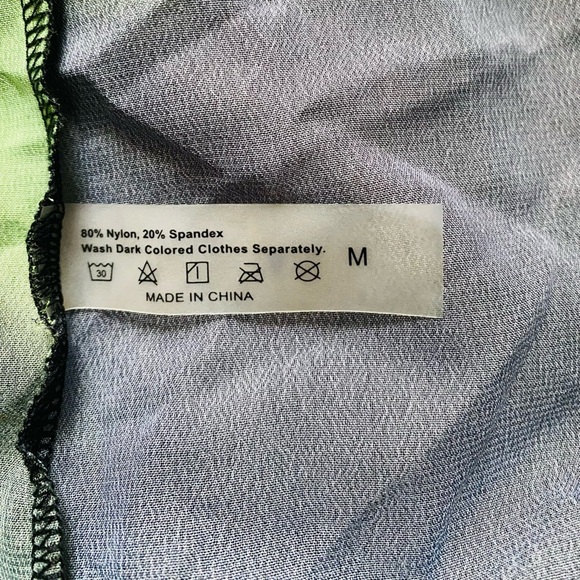 80% Nylon, 20% Spandex
Wash Dark Colored Clothes Separately.
30
M
MADE IN CHINA